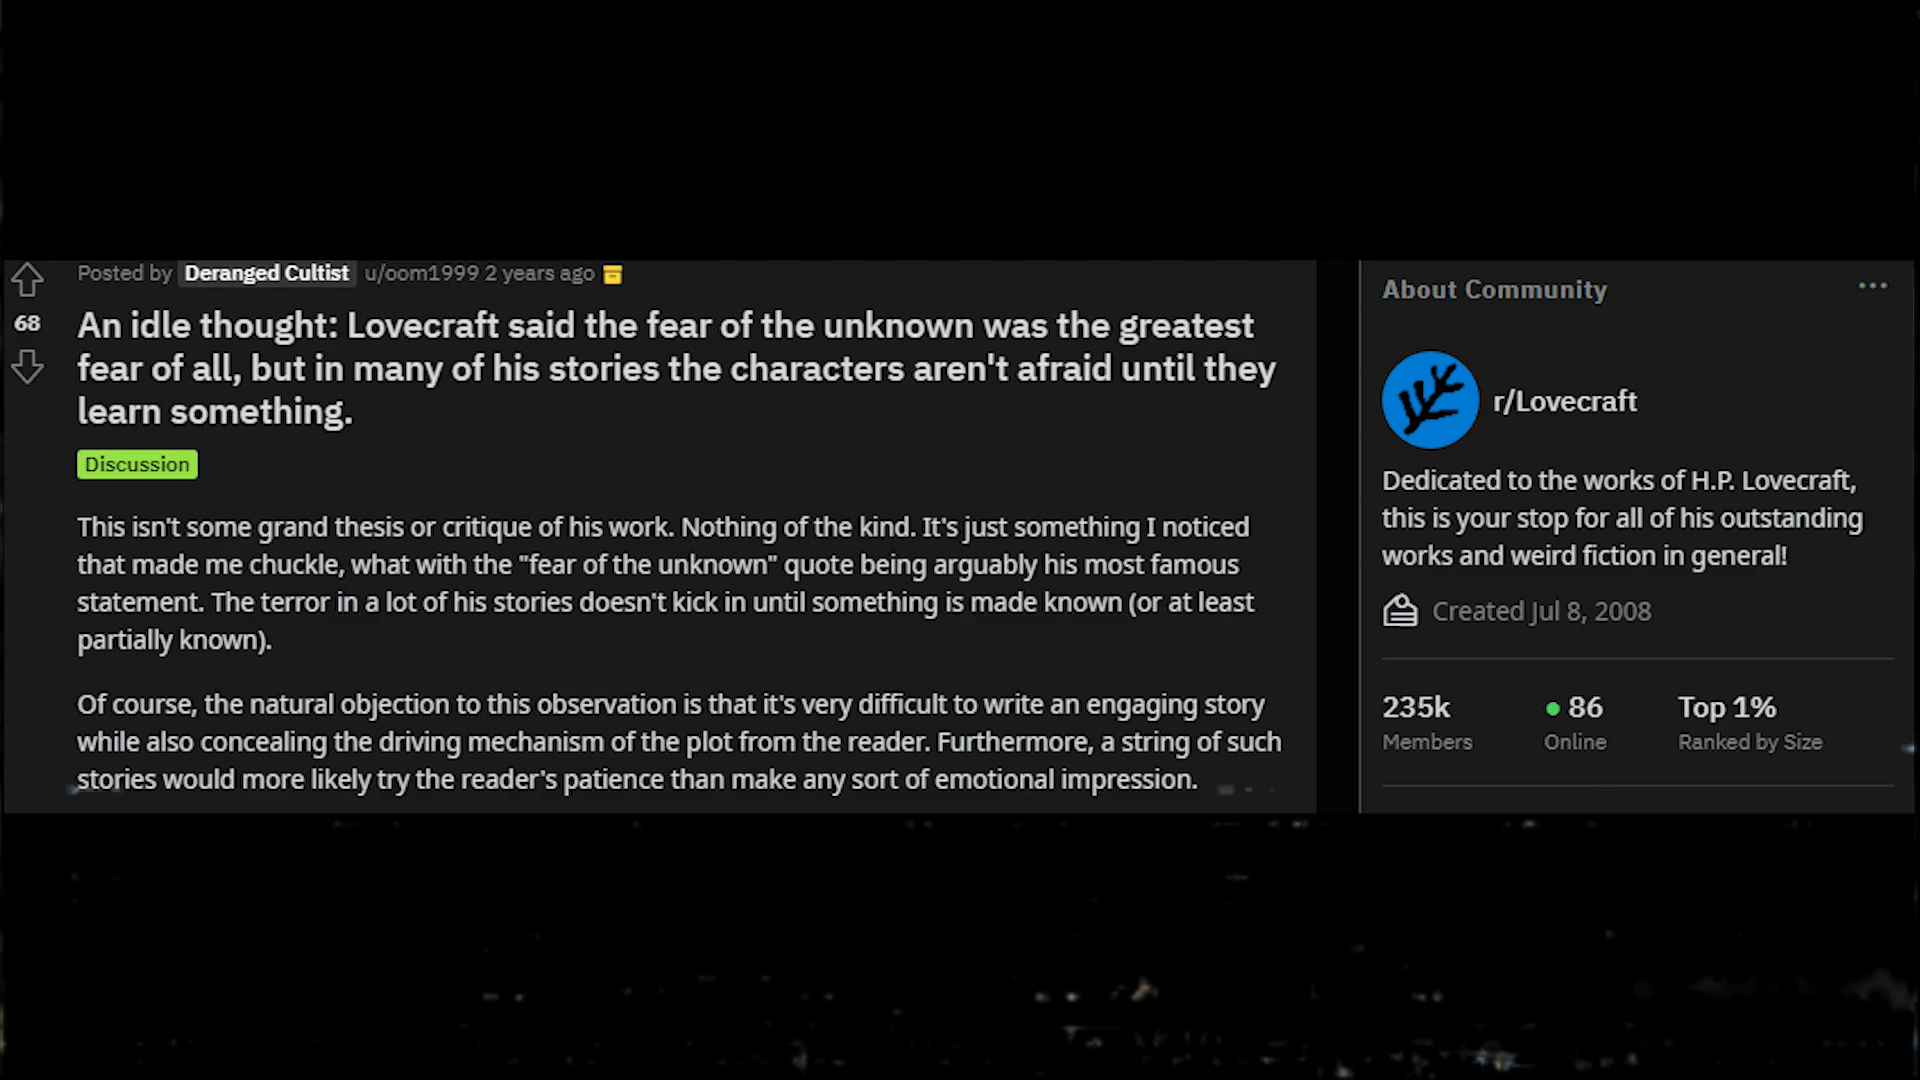 Posted by Deranged Cultist u/oom1999 2 years ago
68
An idle thought: Lovecraft said the fear of the unknown was the greatest
fear of all, but in many of his stories the characters aren't afraid until they
learn something.
Discussion
This isn't some grand thesis or critique of his work. Nothing of the kind. It's just something I noticed
that made me chuckle, what with the "fear of the unknown" quote being arguably his most famous
statement. The terror in a lot of his stories doesn't kick in until something is made known (or at least
partially known).
Of course, the natural objection to this observation is that it's very difficult to write an engaging story
while also concealing the driving mechanism of the plot from the reader. Furthermore, a string of such
stories would more likely try the reader's patience than make any sort of emotional impression.
About Community
r/Lovecraft
Dedicated to the works of H.P. Lovecraft,
this is your stop for all of his outstanding
works and weird fiction in general!
Created Jul 8, 2008
235k 86 Top 1%
Members Online Ranked by Size